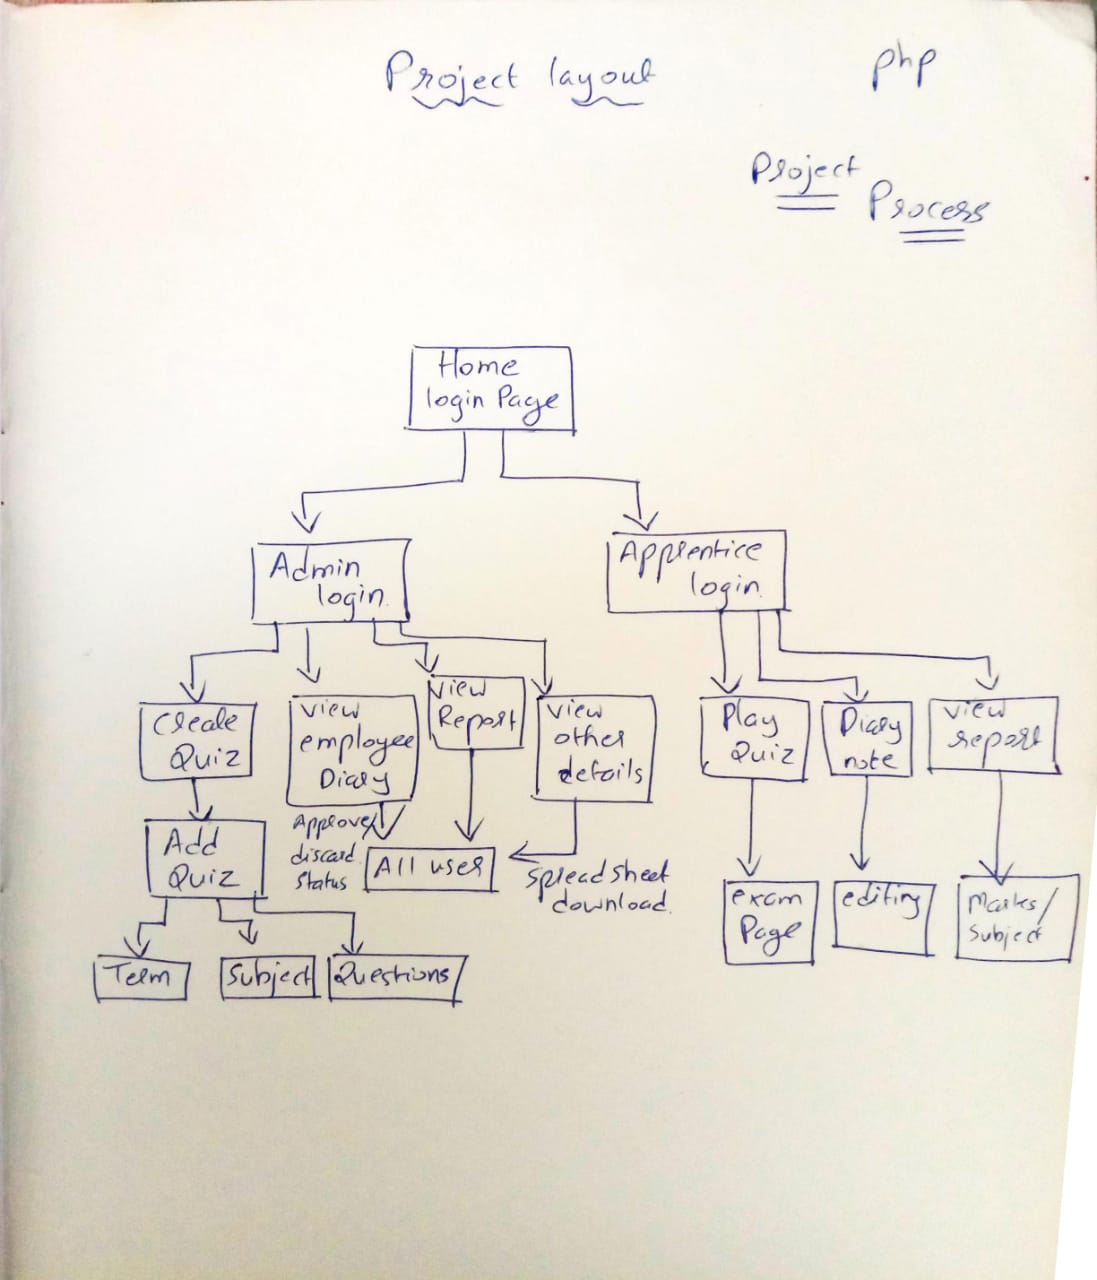 Project layout
php
Project
Process
Home
login Page
Admin
login
Apprentice
login
Create
Quiz
View
employee
Diary
View
Report
View
other
details
Play
Quiz
Diary
note
View
report
Add
Quiz
Approve/
discard
Status
All user
Spreadsheet
download
exam
Page
editing
Marks/
Subject
Term
Subject
Questions